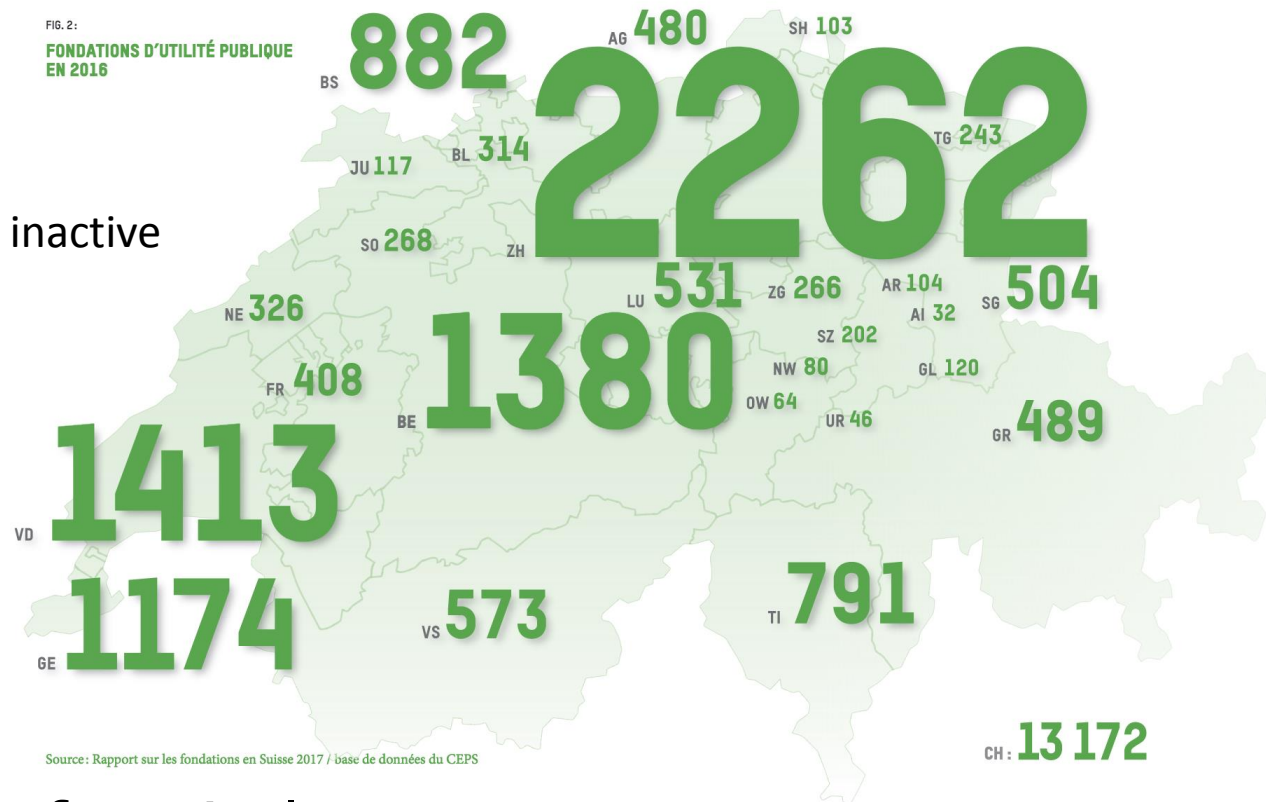 FIG. 2 :
FONDATIONS D'UTILITÉ PUBLIQUE
EN 2016
BS 882
AG 480
SH 103
JU 117
BL 314
ZH 2262
TG 243
inactive
SO 268
NE 326
LU 531
ZG 266
AR 104
SG 504
AI 32
SZ 202
FR 408
BE 1380
NW 80
GL 120
OW 64
UR 46
GR 489
VD 1413
GE 1174
VS 573
TI 791
CH : 13 172
Source : Rapport sur les fondations en Suisse 2017 / base de données du CEPS